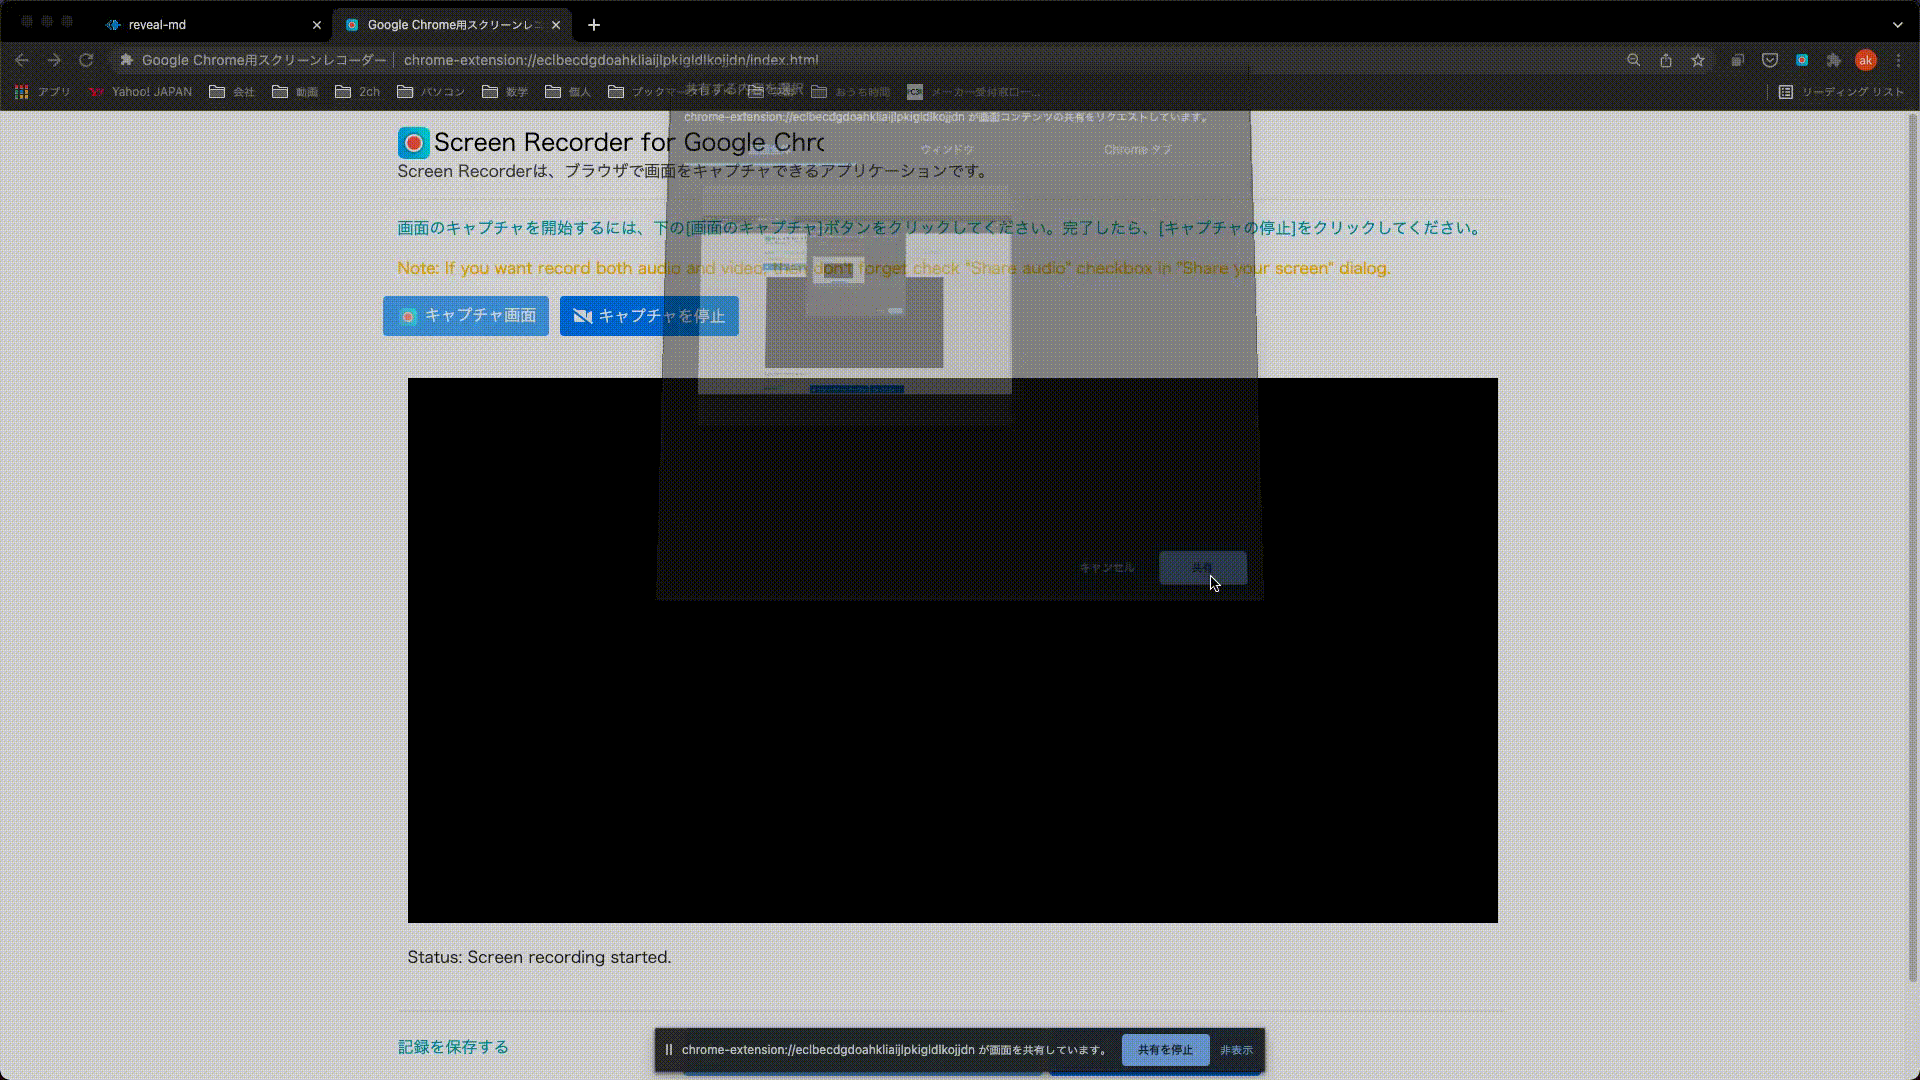 reveal-md
Google Chrome用スクリーンレコ
Google Chrome用スクリーンレコーダー chrome-extension://eclbecdgdoahkliaijlpkigldlkojjdn/index.html
ak
アプリ Yahoo! JAPAN 会社 動画 2ch パソコン 数学 個人 ブックマー おうち時間 メーカー受付窓口ー... リーディング リスト
共有する内容を選択
chrome-extension://eclbecdgdoahkliaijlpkigldlkojjdn が画面コンテンツの共有をリクエストしています。
Screen Recorder for Google Chro
ウィンドウ Chrome タブ
Screen Recorderは、ブラウザで画面をキャプチャできるアプリケーションです。
画面のキャプチャを開始するには、下の[画面のキャプチャ]ボタンをクリックしてください。完了したら、[キャプチャの停止]をクリックしてください。
Note: If you want record both audio and video then don't forget check "Share audio" checkbox in "Share your screen" dialog.
キャプチャ画面 キャプチャを停止
キャンセル 共有
Status: Screen recording started.
記録を保存する
chrome-extension://eclbecdgdoahkliaijlpkigldlkojjdn が画面を共有しています。 共有を停止 非表示